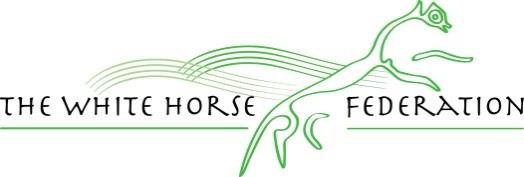 THE WHITE HORSE FEDERATION